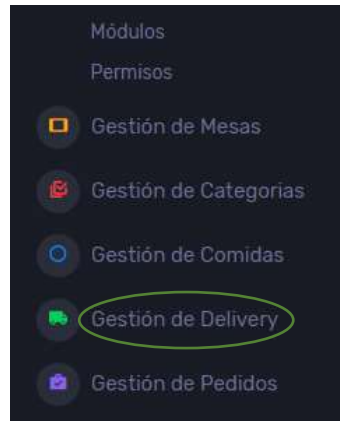 Módulos
Permisos
Gestión de Mesas
Gestión de Categorias
Gestión de Comidas
Gestión de Delivery
Gestión de Pedidos